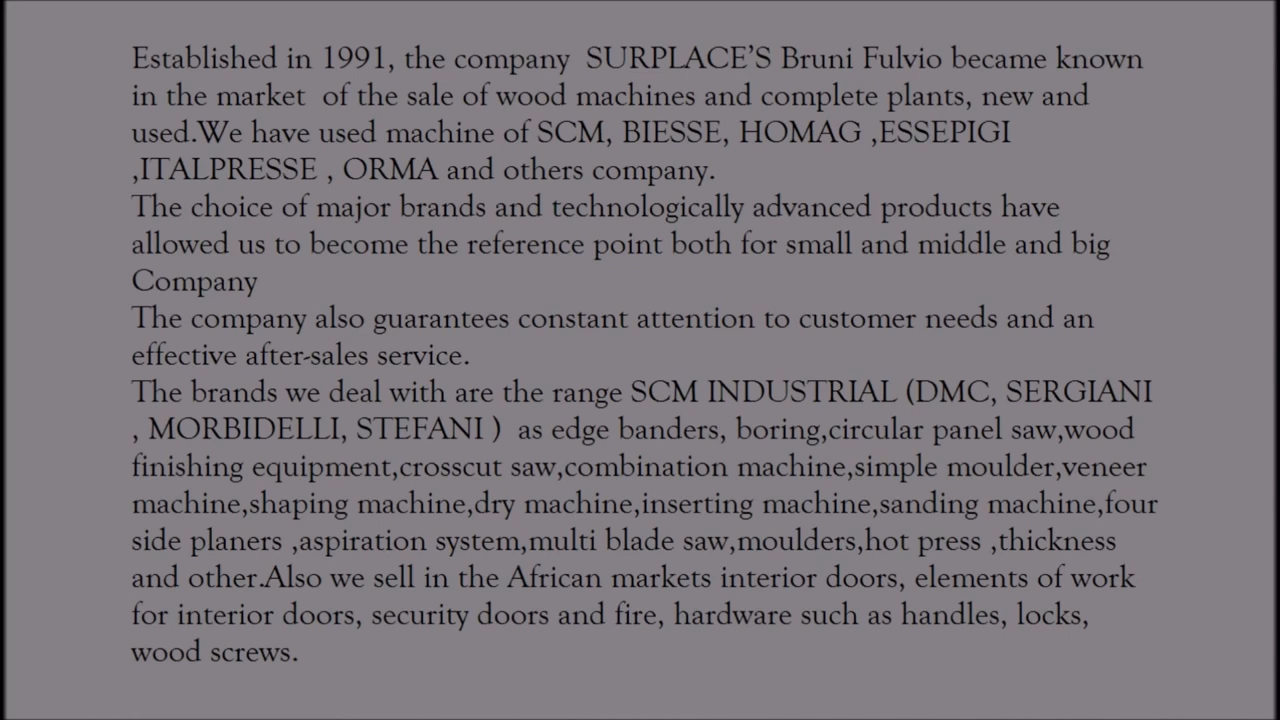 Established in 1991, the company  SURPLACE’S Bruni Fulvio became known
in the market  of the sale of wood machines and complete plants, new and
used.We have used machine of SCM, BIESSE, HOMAG ,ESSEPIGI
,ITALPRESSE , ORMA and others company.
The choice of major brands and technologically advanced products have
allowed us to become the reference point both for small and middle and big
Company
The company also guarantees constant attention to customer needs and an
effective after-sales service.
The brands we deal with are the range SCM INDUSTRIAL (DMC, SERGIANI
, MORBIDELLI, STEFANI )  as edge banders, boring,circular panel saw,wood
finishing equipment,crosscut saw,combination machine,simple moulder,veneer
machine,shaping machine,dry machine,inserting machine,sanding machine,four
side planers ,aspiration system,multi blade saw,moulders,hot press ,thickness
and other.Also we sell in the African markets interior doors, elements of work
for interior doors, security doors and fire, hardware such as handles, locks,
wood screws.